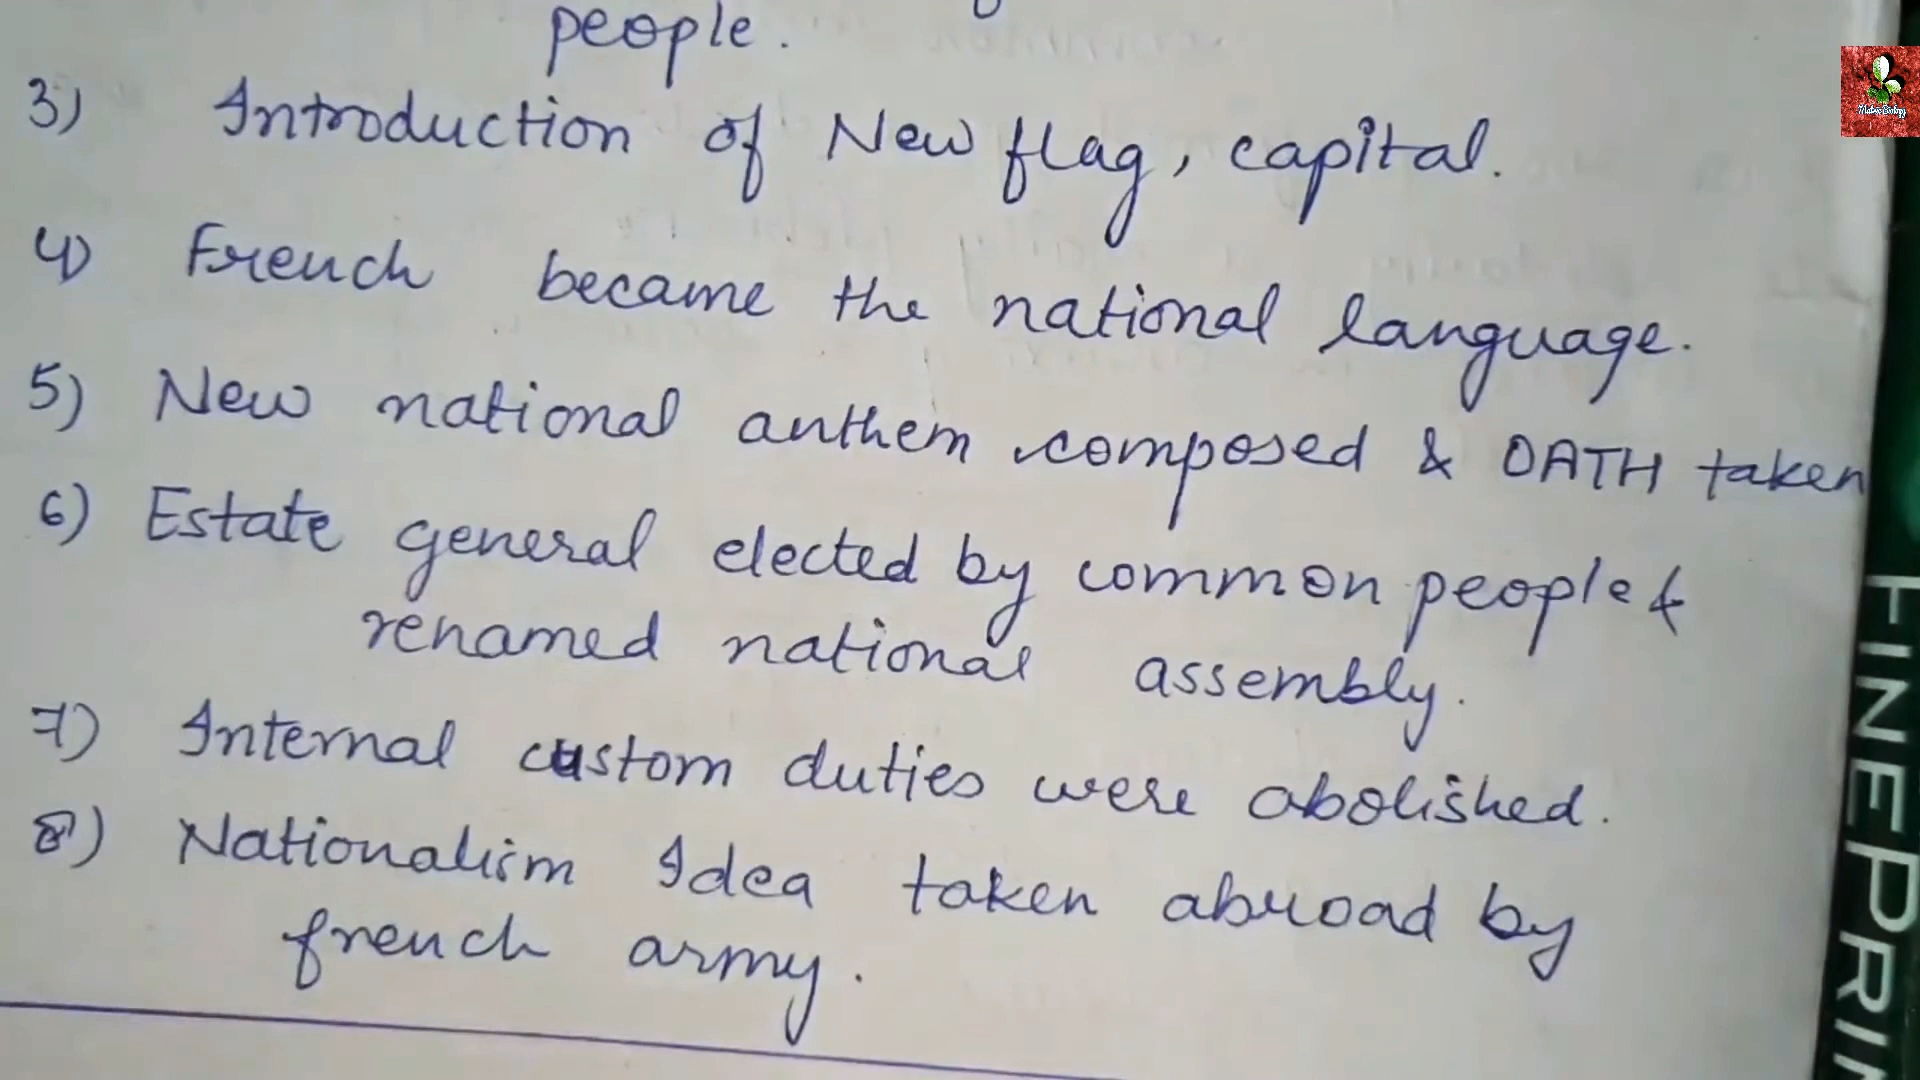 people.
3) Introduction of New flag, capital.
4) French became the national language.
5) New national anthem composed & OATH taken
6) Estate general elected by common people &
renamed national assembly.
7) Internal custom duties were abolished.
8) Nationalism Idea taken abroad by
french army.
FINEPRI